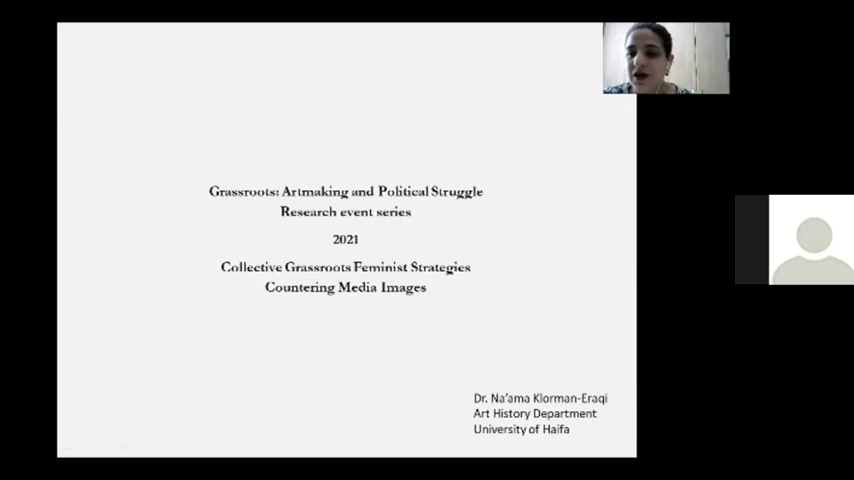 Grassroots: Artmaking and Political Struggle
Research event series
2021
Collective Grassroots Feminist Strategies
Countering Media Images
Dr. Na'ama Klorman-Eraqi
Art History Department
University of Haifa